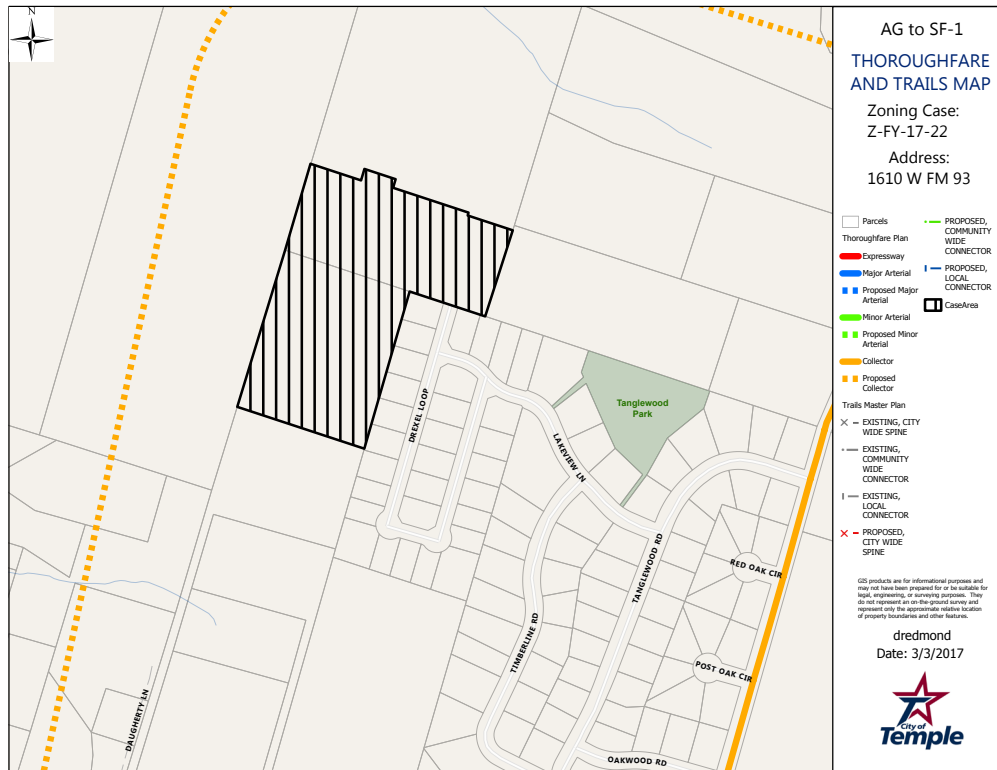 N
AG to SF-1
THOROUGHFARE
AND TRAILS MAP
Zoning Case:
Z-FY-17-22
Address:
1610 W FM 93
Parcels
Thoroughfare Plan
Expressway
Major Arterial
Proposed Major
Arterial
Minor Arterial
Proposed Minor
Arterial
Collector
Proposed
Collector
Trails Master Plan
EXISTING, CITY
WIDE SPINE
EXISTING,
COMMUNITY
WIDE
CONNECTOR
EXISTING,
LOCAL
CONNECTOR
PROPOSED,
CITY WIDE
SPINE
PROPOSED,
COMMUNITY
WIDE
CONNECTOR
PROPOSED,
LOCAL
CONNECTOR
CaseArea
GIS products are for informational purposes and
may not have been prepared for or be suitable for
legal, engineering, or surveying purposes. They
do not represent an on-the-ground survey and
represent only the approximate relative location
of property boundaries and other features.
dredmond
Date: 3/3/2017
City of
Temple
Tanglewood
Park
DREXEL LOOP
LAKEVIEW LN
TANGLEWOOD RD
RED OAK CIR
TIMBERLINE RD
POST OAK CIR
DAUGHERTY LN
OAKWOOD RD